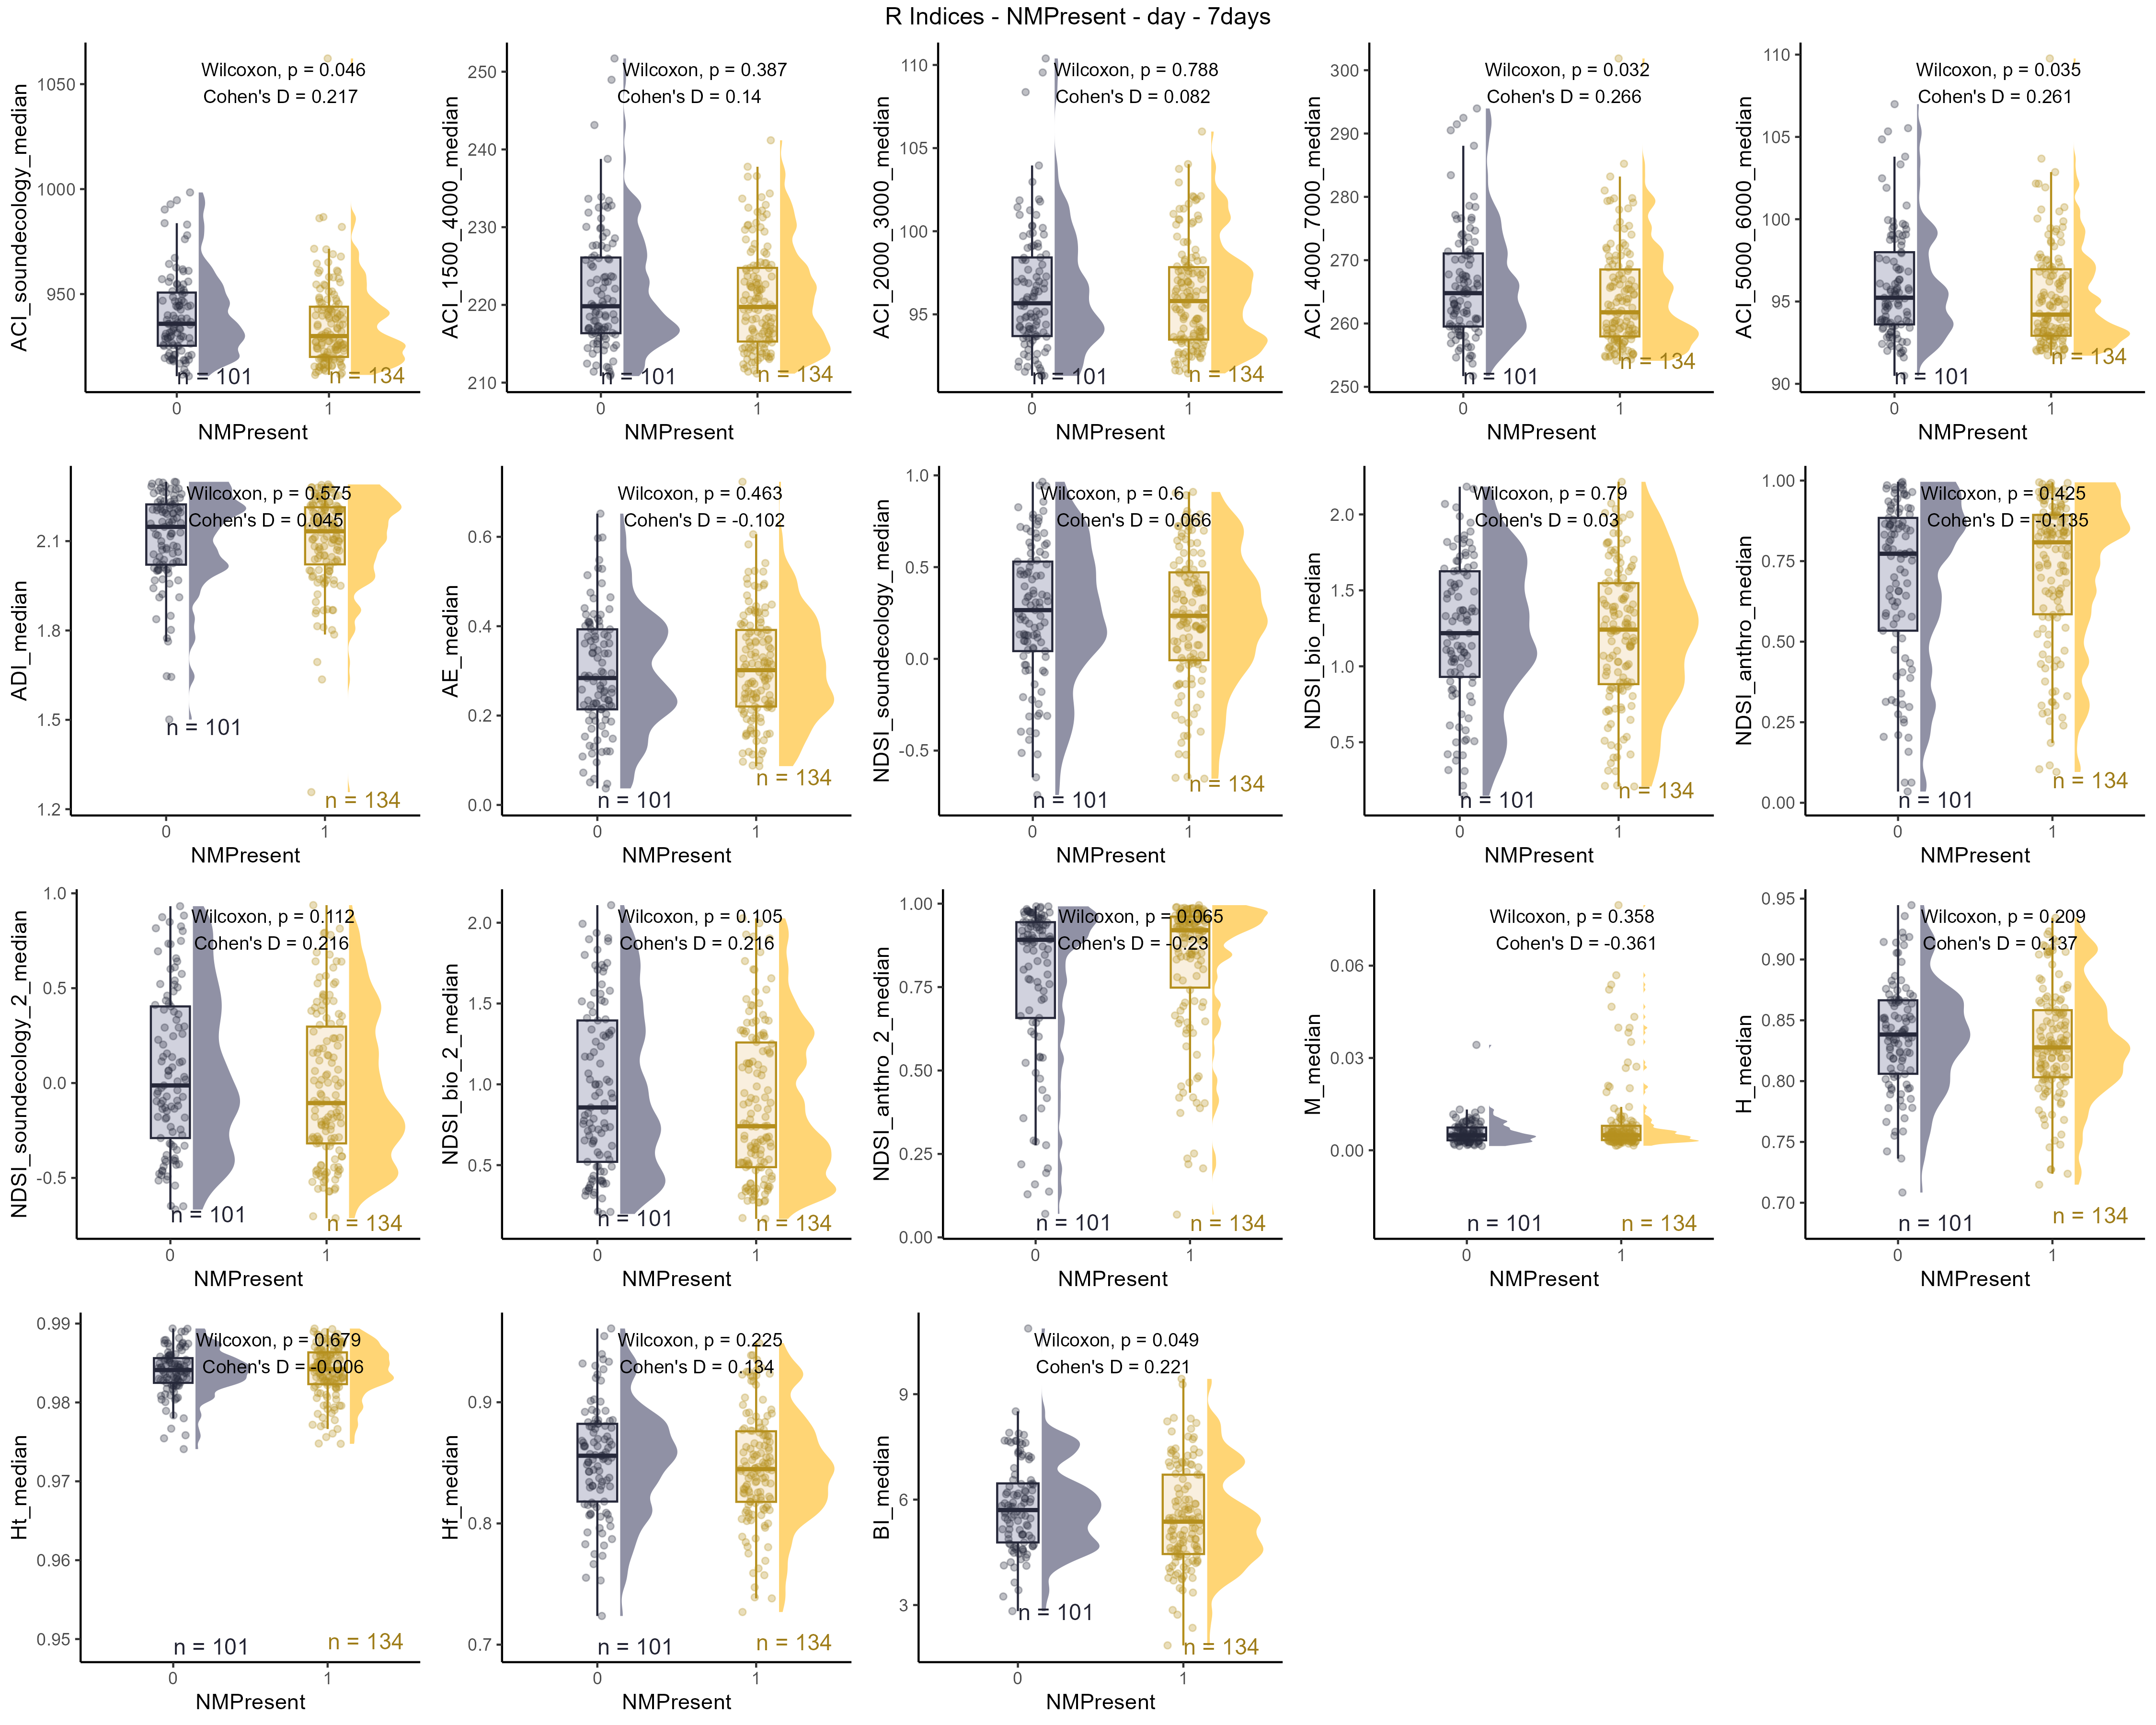 R Indices - NMPresent - day - 7days
ACI_soundecology_median
1050
1000
950
Wilcoxon, p = 0.046
Cohen's D = 0.217
n = 101
n = 134
0
1
NMPresent
ACI_1500_4000_median
250
240
230
220
210
Wilcoxon, p = 0.387
Cohen's D = 0.14
n = 101
n = 134
0
1
NMPresent
ACI_2000_3000_median
110
105
100
95
Wilcoxon, p = 0.788
Cohen's D = 0.082
n = 101
n = 134
0
1
NMPresent
ACI_4000_7000_median
300
290
280
270
260
250
Wilcoxon, p = 0.032
Cohen's D = 0.266
n = 101
n = 134
0
1
NMPresent
ACI_5000_6000_median
110
105
100
95
90
Wilcoxon, p = 0.035
Cohen's D = 0.261
n = 101
n = 134
0
1
NMPresent
ADI_median
2.1
1.8
1.5
1.2
Wilcoxon, p = 0.575
Cohen's D = 0.045
n = 101
n = 134
0
1
NMPresent
AE_median
0.6
0.4
0.2
0.0
Wilcoxon, p = 0.463
Cohen's D = -0.102
n = 101
n = 134
0
1
NMPresent
NDSI_soundecology_median
1.0
0.5
0.0
-0.5
Wilcoxon, p = 0.6
Cohen's D = 0.066
n = 101
n = 134
0
1
NMPresent
NDSI_bio_median
2.0
1.5
1.0
0.5
Wilcoxon, p = 0.79
Cohen's D = 0.03
n = 101
n = 134
0
1
NMPresent
NDSI_anthro_median
1.00
0.75
0.50
0.25
0.00
Wilcoxon, p = 0.425
Cohen's D = -0.135
n = 101
n = 134
0
1
NMPresent
NDSI_soundecology_2_median
1.0
0.5
0.0
-0.5
Wilcoxon, p = 0.112
Cohen's D = 0.216
n = 101
n = 134
0
1
NMPresent
NDSI_bio_2_median
2.0
1.5
1.0
0.5
Wilcoxon, p = 0.105
Cohen's D = 0.216
n = 101
n = 134
0
1
NMPresent
NDSI_anthro_2_median
1.00
0.75
0.50
0.25
0.00
Wilcoxon, p = 0.065
Cohen's D = -0.23
n = 101
n = 134
0
1
NMPresent
M_median
0.06
0.03
0.00
Wilcoxon, p = 0.358
Cohen's D = -0.361
n = 101
n = 134
0
1
NMPresent
H_median
0.95
0.90
0.85
0.80
0.75
0.70
Wilcoxon, p = 0.209
Cohen's D = 0.137
n = 101
n = 134
0
1
NMPresent
Ht_median
0.99
0.98
0.97
0.96
0.95
Wilcoxon, p = 0.679
Cohen's D = -0.006
n = 101
n = 134
0
1
NMPresent
Hf_median
0.9
0.8
0.7
Wilcoxon, p = 0.225
Cohen's D = 0.134
n = 101
n = 134
0
1
NMPresent
BI_median
9
6
3
Wilcoxon, p = 0.049
Cohen's D = 0.221
n = 101
n = 134
0
1
NMPresent